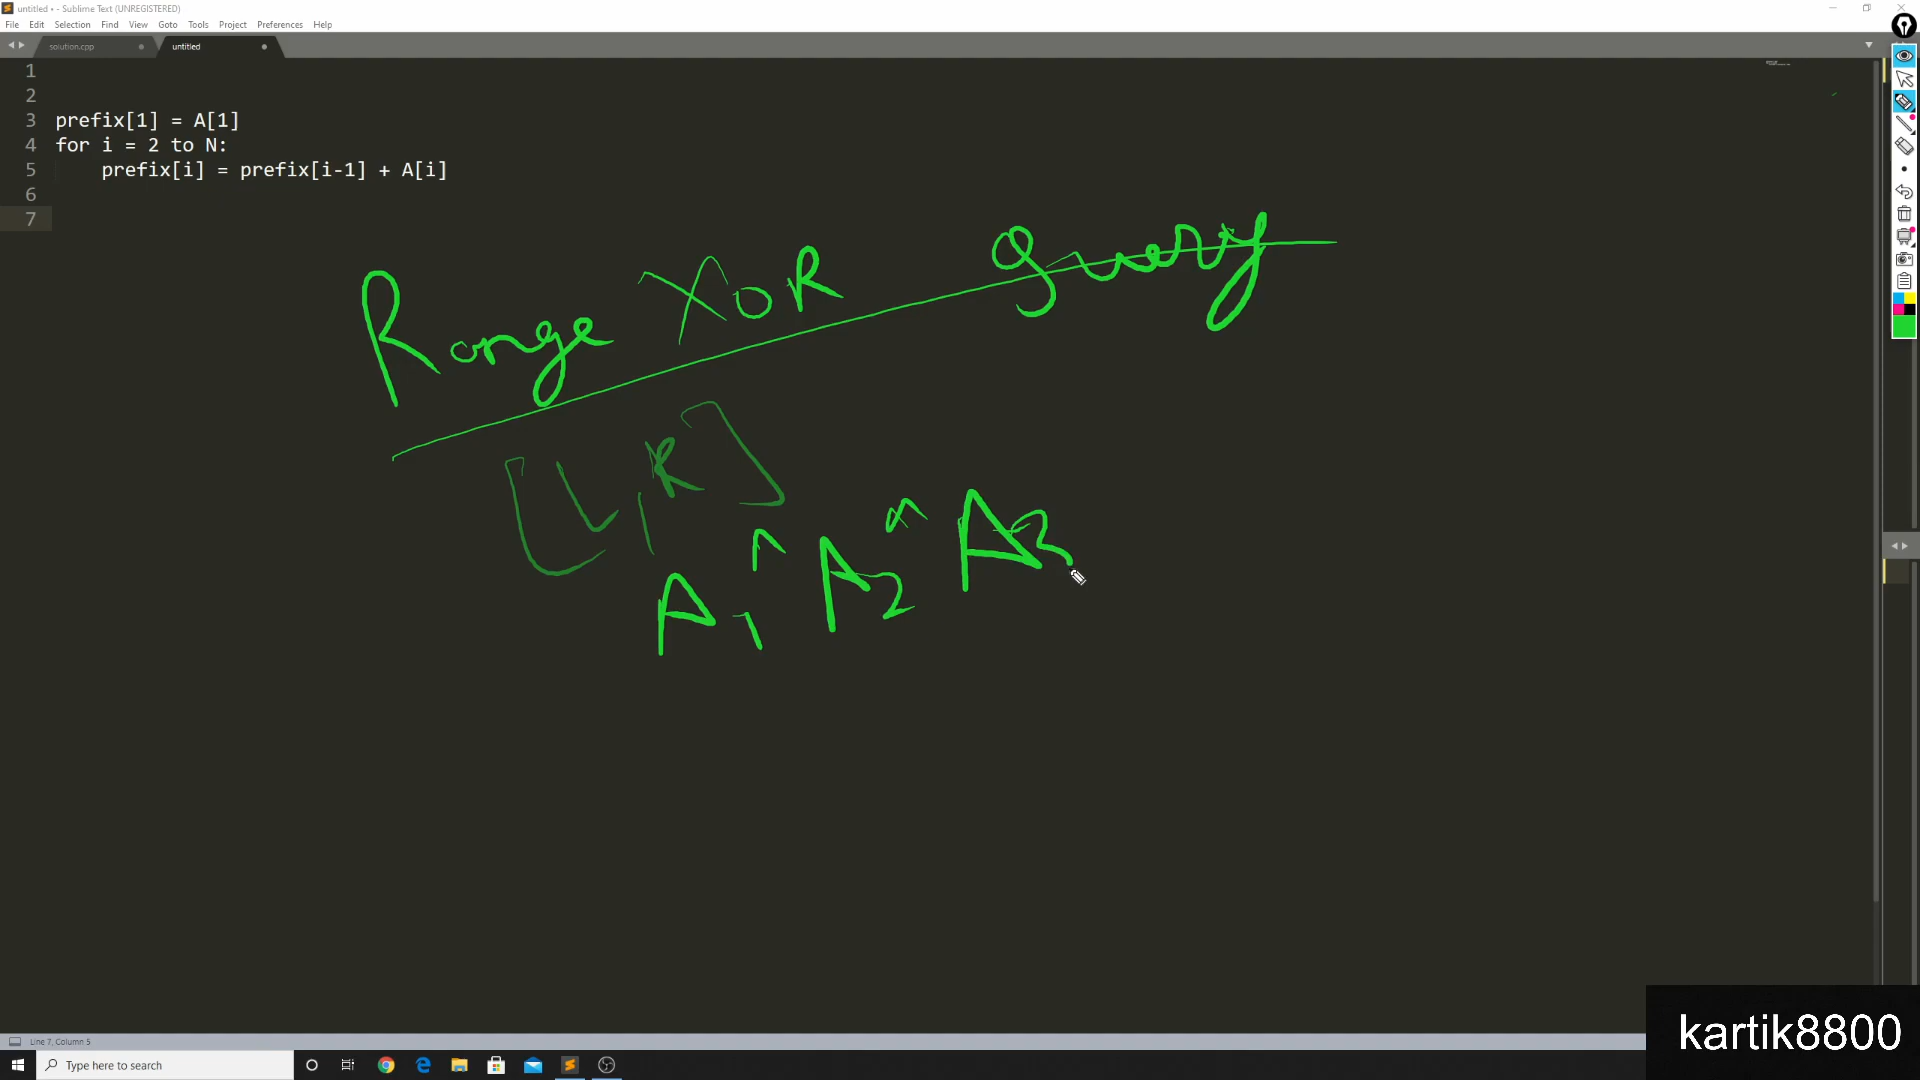 untitled • - Sublime Text (UNREGISTERED)
File Edit Selection Find View Goto Tools Project Preferences Help
solution.cpp untitled
1
2
3 prefix[1] = A[1]
4 for i = 2 to N:
5 prefix[i] = prefix[i-1] + A[i]
6
7
Range XOR Query
[L,R]
A1 ^ A2 ^ A3
kartik8800
Line 7, Column 5
Type here to search